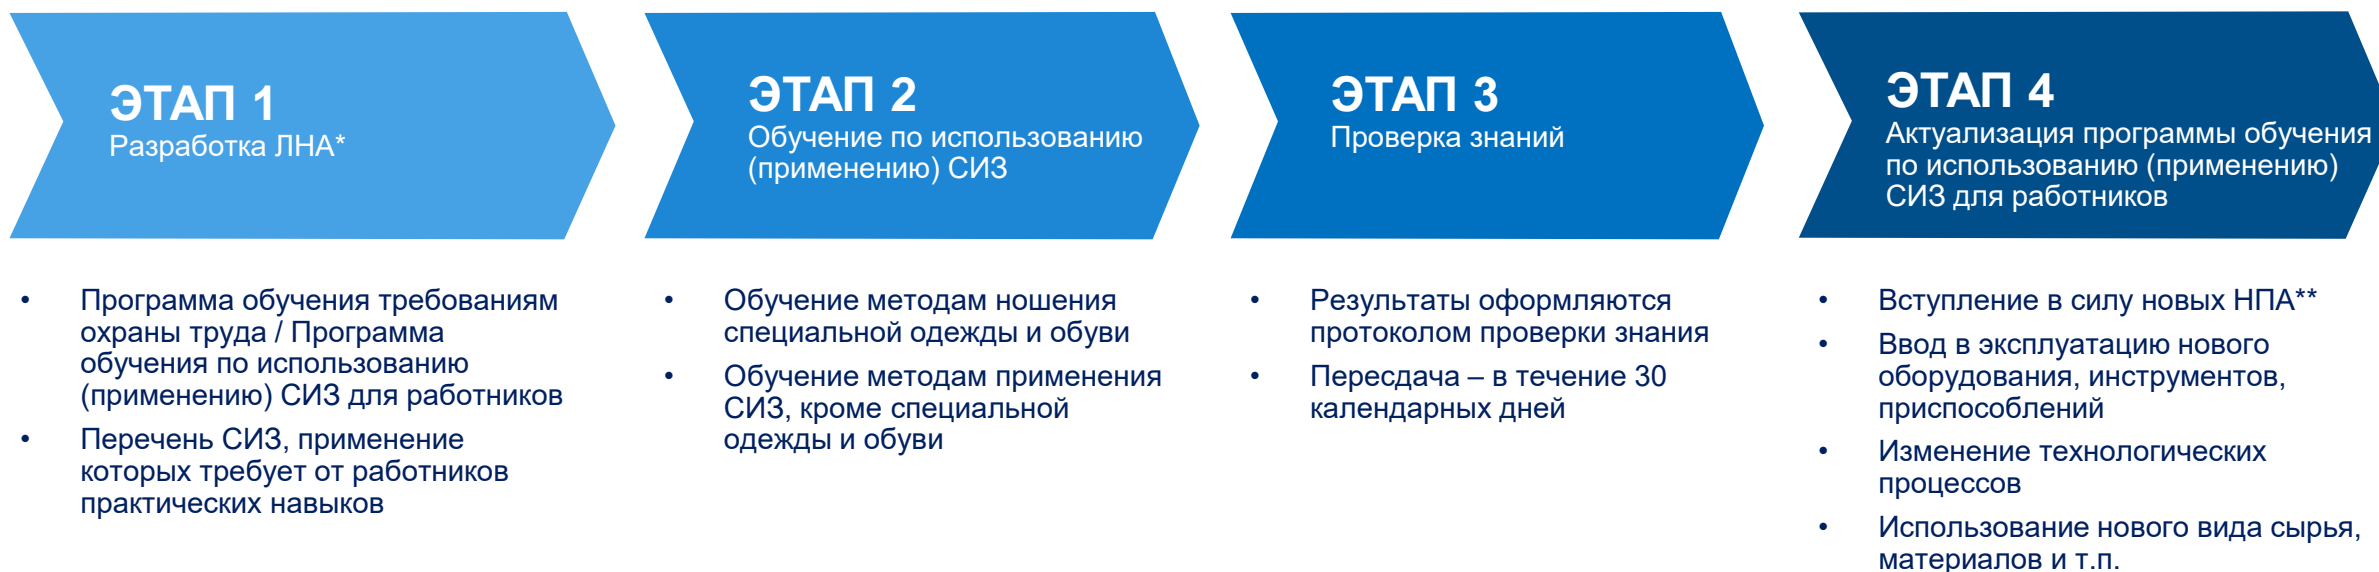 ЭТАП 1
Разработка ЛНА*
• Программа обучения требованиям
охраны труда / Программа
обучения по использованию
(применению) СИЗ для работников
• Перечень СИЗ, применение
которых требует от работников
практических навыков
ЭТАП 2
Обучение по использованию
(применению) СИЗ
• Обучение методам ношения
специальной одежды и обуви
• Обучение методам применения
СИЗ, кроме специальной
одежды и обуви
ЭТАП 3
Проверка знаний
• Результаты оформляются
протоколом проверки знания
• Пересдача – в течение 30
календарных дней
ЭТАП 4
Актуализация программы обучения
по использованию (применению)
СИЗ для работников
• Вступление в силу новых НПА**
• Ввод в эксплуатацию нового
оборудования, инструментов,
приспособлений
• Изменение технологических
процессов
• Использование нового вида сырья,
материалов и т.п.